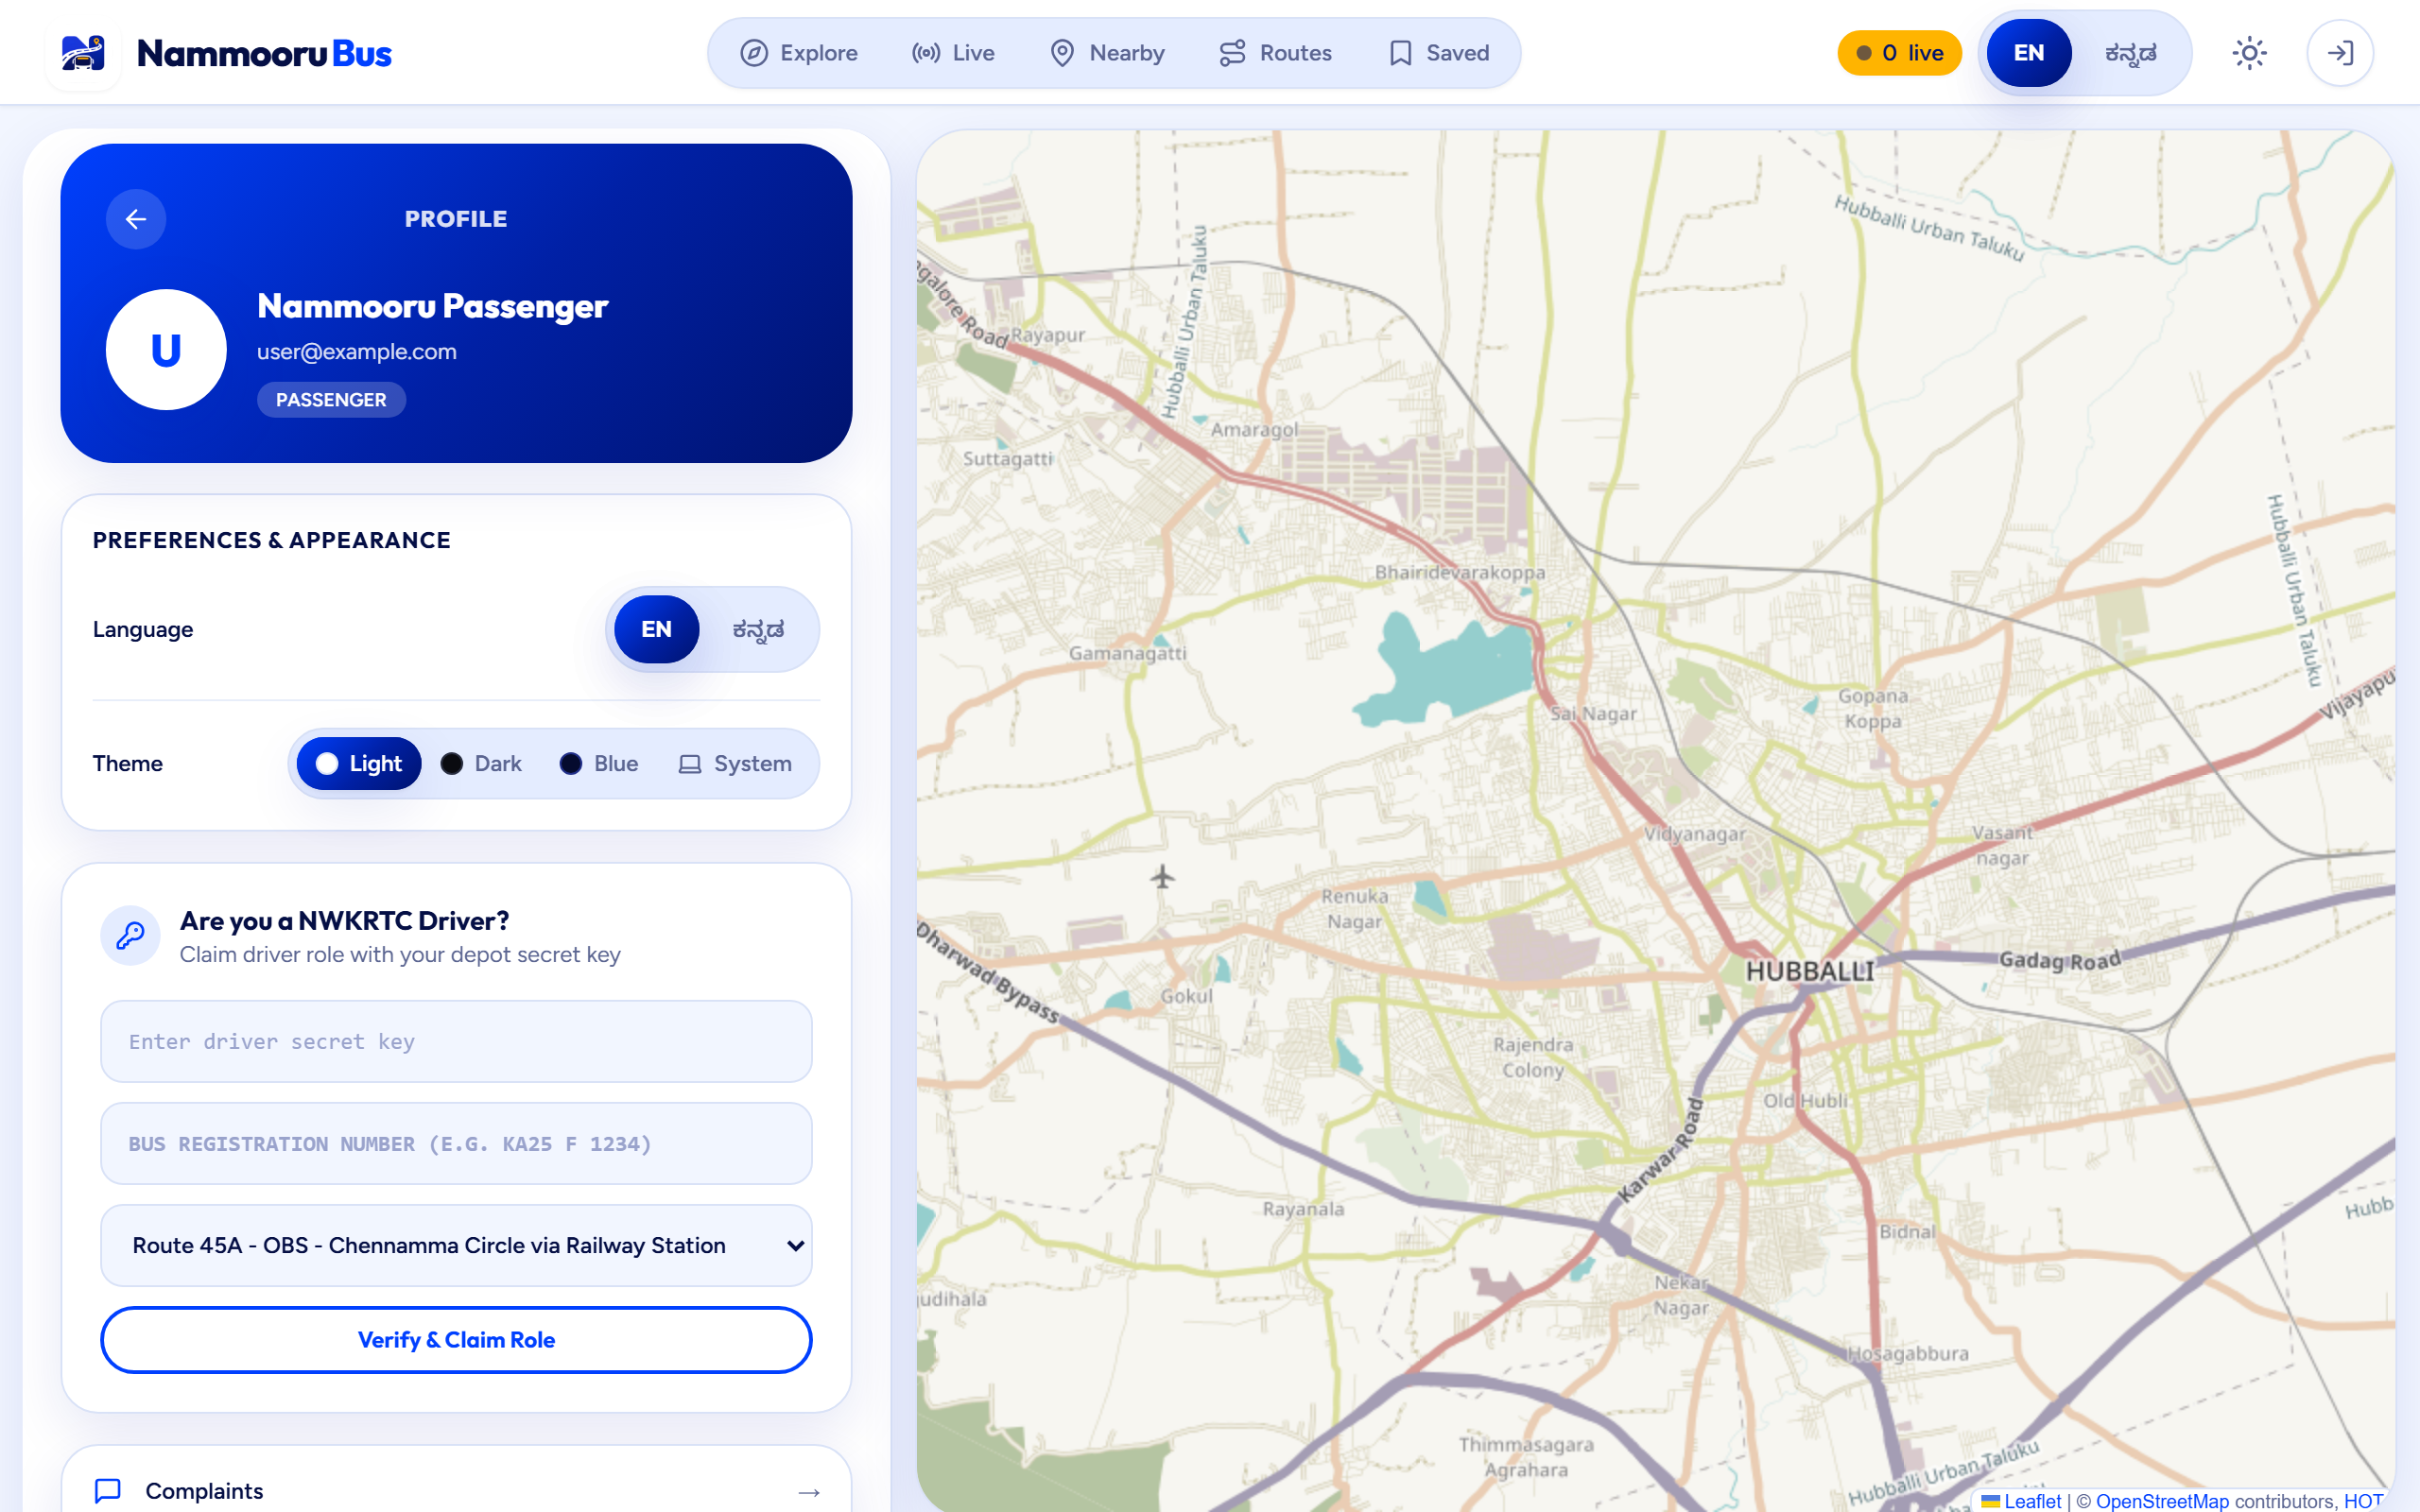 Nammooru Bus
Explore
Live
Nearby
Routes
Saved
0 live
EN
ಕನ್ನಡ
PROFILE
U
Nammooru Passenger
user@example.com
PASSENGER
PREFERENCES & APPEARANCE
Language
EN
ಕನ್ನಡ
Theme
Light
Dark
Blue
System
Are you a NWKRTC Driver?
Claim driver role with your depot secret key
Enter driver secret key
BUS REGISTRATION NUMBER (E.G. KA25 F 1234)
Route 45A - OBS - Chennamma Circle via Railway Station
Verify & Claim Role
Complaints
→
Hubballi Urban Taluku
Hubballi Urban Taluku
Rayapur
Amaragol
Suttagatti
Bhairidevarakoppa
Hubballi Urban Taluku
Gamanagatti
Sai Nagar
Gopana
Koppa
Vidyanagar
Vasant
nagar
Renuka
Nagar
Dharwad Bypass
Gokul
HUBBALLI
Gadag Road
Rajendra
Colony
Old Hubli
Karwar Road
Rayanala
Bidnal
Nekar
Nagar
Hosagabbura
Thimmasagara
Agrahara
Hubballi Urban Taluku
Leaflet | © OpenStreetMap contributors, HOT